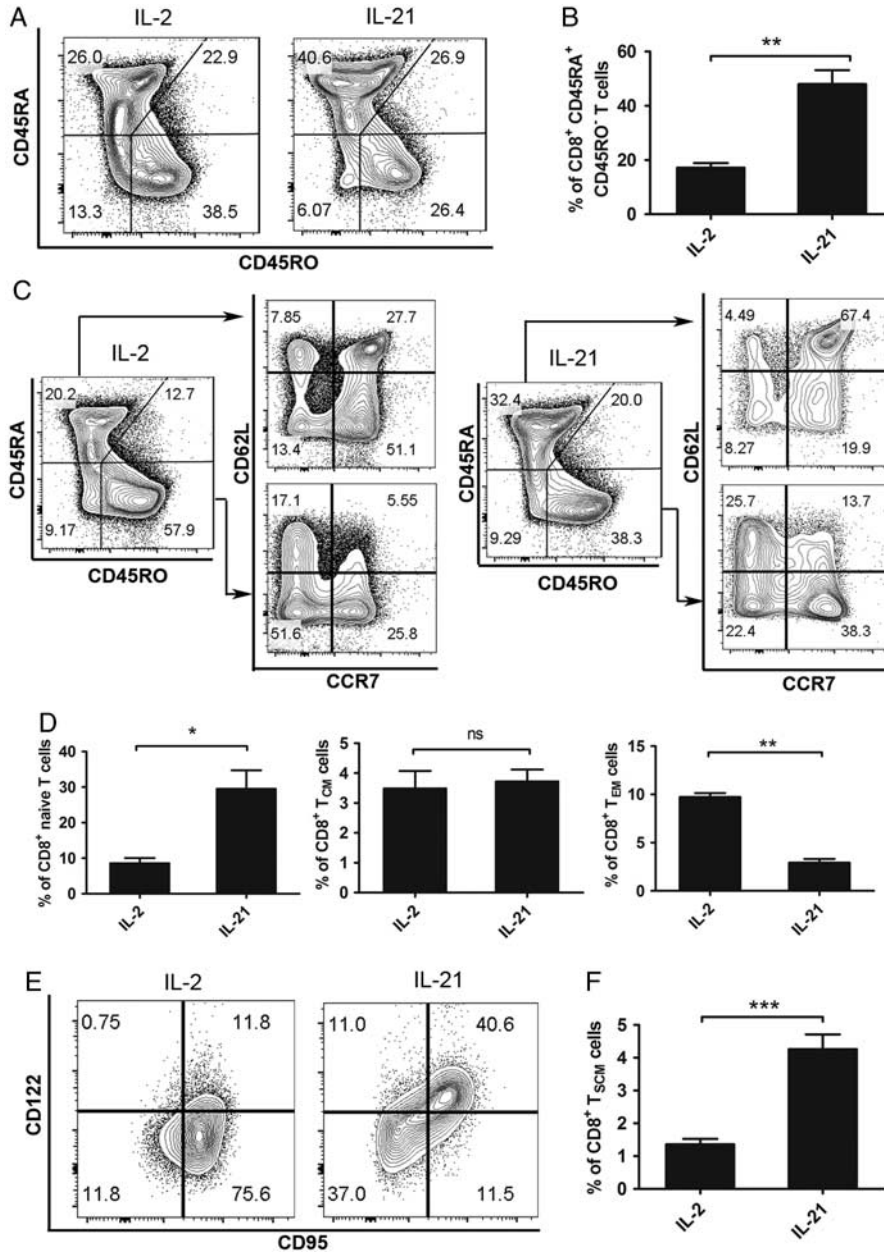 A
IL-2
IL-21
26.0
22.9
13.3
38.5
40.6
26.9
6.07
26.4
CD45RA
CD45RO
B
**
% of CD8+ CD45RA+
CD45RO- T cells
60
40
20
0
IL-2
IL-21
C
IL-2
20.2
12.7
9.17
57.9
CD45RA
CD45RO
7.85
27.7
13.4
51.1
17.1
5.55
51.6
25.8
CD62L
CCR7
IL-21
32.4
20.0
9.29
38.3
CD45RA
CD45RO
4.49
67.4
8.27
19.9
25.7
13.7
22.4
38.3
CD62L
CCR7
D
*
% of CD8+ naive T cells
40
30
20
10
0
IL-2
IL-21
ns
% of CD8+ TCM cells
5
4
3
2
1
0
IL-2
IL-21
**
% of CD8+ TEM cells
15
10
5
0
IL-2
IL-21
E
IL-2
IL-21
0.75
11.8
11.8
75.6
11.0
40.6
37.0
11.5
CD122
CD95
F
***
% of CD8+ TSCM cells
5
4
3
2
1
0
IL-2
IL-21